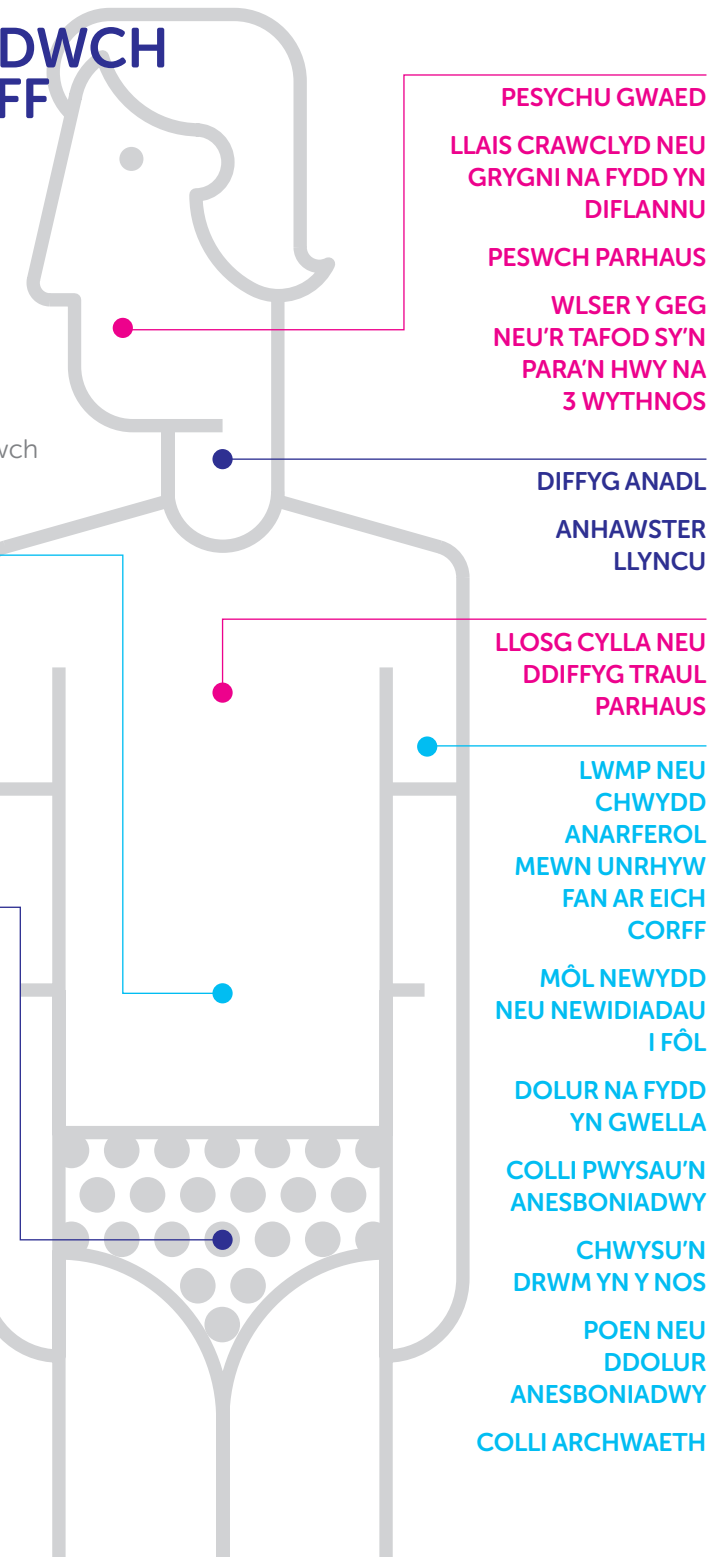 DWCH
FF
PESYCHU GWAED
LLAIS CRAWCLYD NEU
GRYGNI NA FYDD YN
DIFLANNU
PESWCH PARHAUS
WLSER Y GEG
NEU'R TAFOD SY'N
PARA'N HWY NA
3 WYTHNOS
wch
DIFFYG ANADL
ANHAWSTER
LLYNCU
LLOSG CYLLA NEU
DDIFFYG TRAUL
PARHAUS
LWMP NEU
CHWYDD
ANARFEROL
MEWN UNRHYW
FAN AR EICH
CORFF
MÔL NEWYDD
NEU NEWIDIADAU
I FÔL
DOLUR NA FYDD
YN GWELLA
COLLI PWYSAU'N
ANESBONIADWY
CHWYSU'N
DRWM YN Y NOS
POEN NEU
DDOLUR
ANESBONIADWY
COLLI ARCHWAETH